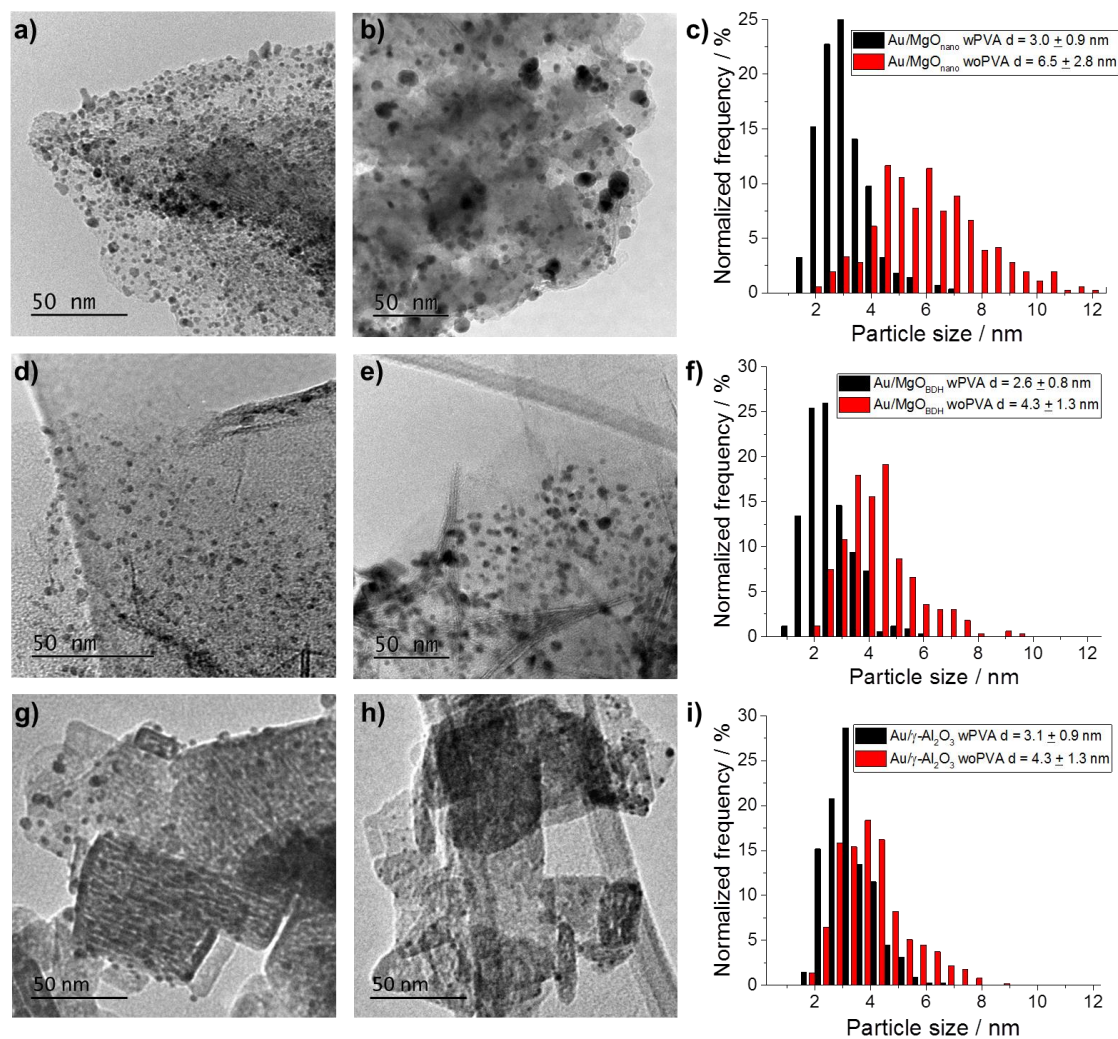 a)
50 nm
b)
50 nm
c)
Normalized frequency / %
25
20
15
10
5
0
Au/MgOnano wPVA d = 3.0 ± 0.9 nm
Au/MgOnano woPVA d = 6.5 ± 2.8 nm
2 4 6 8 10 12
Particle size / nm
d)
50 nm
e)
50 nm
f)
Normalized frequency / %
30
25
20
15
10
5
0
Au/MgOBDH wPVA d = 2.6 ± 0.8 nm
Au/MgOBDH woPVA d = 4.3 ± 1.3 nm
2 4 6 8 10 12
Particle size / nm
g)
50 nm
h)
50 nm
i)
Normalized frequency / %
30
25
20
15
10
5
0
Au/γ-Al₂O₃ wPVA d = 3.1 ± 0.9 nm
Au/γ-Al₂O₃ woPVA d = 4.3 ± 1.3 nm
2 4 6 8 10 12
Particle size / nm